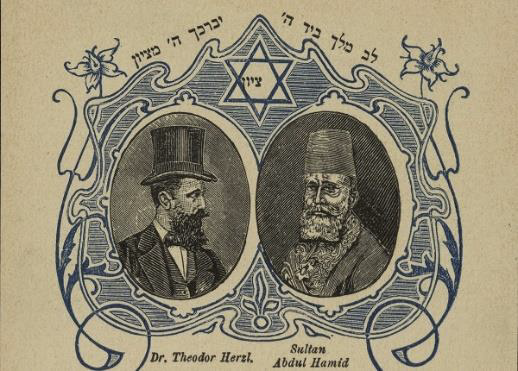 לב מלך ביד ה'
יברכך ה' מציון
ציון
Dr. Theodor Herzl.
Sultan
Abdul Hamid